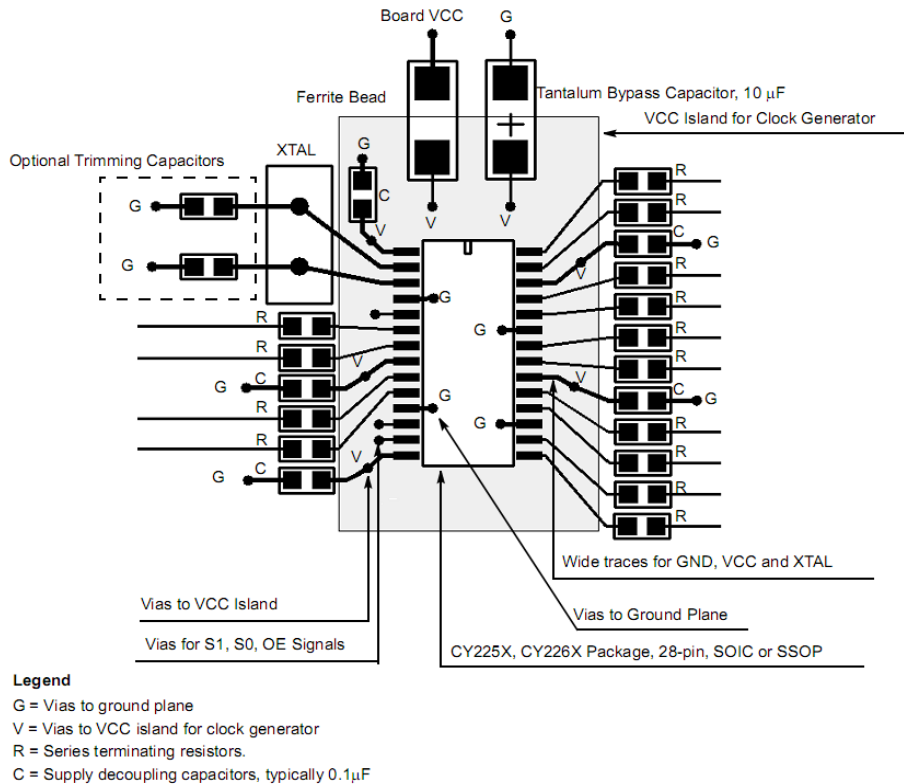 Board VCC
G
Ferrite Bead
Tantalum Bypass Capacitor, 10 μF
VCC Island for Clock Generator
Optional Trimming Capacitors
XTAL
G
C
V
V
V
G
G
R
R
C
G
V
R
R
R
R
V
C
G
R
R
R
R
G
G
R
R
V
G
C
R
R
V
G
C
G
G
Wide traces for GND, VCC and XTAL
Vias to VCC Island
Vias to Ground Plane
Vias for S1, S0, OE Signals
CY225X, CY226X Package, 28-pin, SOIC or SSOP
Legend
G = Vias to ground plane
V = Vias to VCC island for clock generator
R = Series terminating resistors.
C = Supply decoupling capacitors, typically 0.1μF